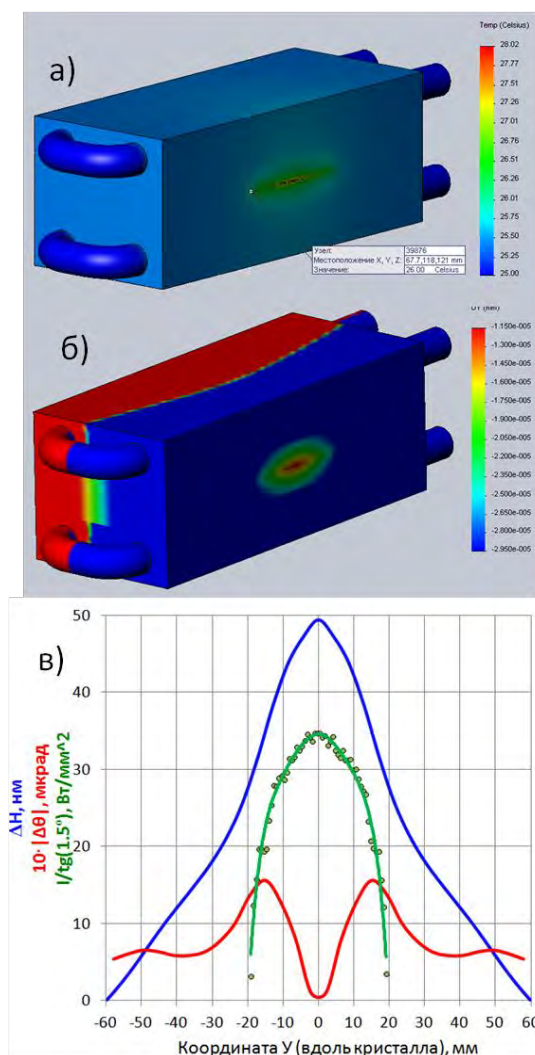 а)
Temp (Celsius)
28.02
27.76
27.51
27.26
27.01
26.76
26.51
26.26
26.01
25.75
25.50
25.25
25.00
Узел: 39876
Местоположение X, Y, Z: 67.7,118,121 mm
Значение: 26.00 Celsius
б)
-1.150e-005
-1.300e-005
-1.450e-005
-1.600e-005
-1.750e-005
-1.900e-005
-2.050e-005
-2.200e-005
-2.350e-005
-2.500e-005
-2.650e-005
-2.800e-005
-2.950e-005
в)
ΔH, нм
10·|Δθ|, мкрад
I/tg(1.5°), Вт/мм^2
50
40
30
20
10
0
-60 -50 -40 -30 -20 -10 0 10 20 30 40 50 60
Координата У (вдоль кристалла), мм